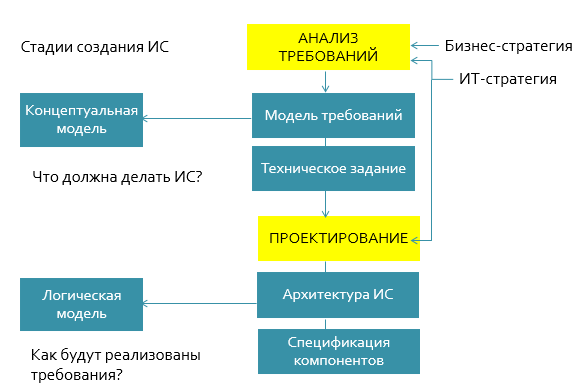 Стадии создания ИС
АНАЛИЗ
ТРЕБОВАНИЙ
Бизнес-стратегия
ИТ-стратегия
Концептуальная
модель
Модель требований
Что должна делать ИС?
Техническое задание
ПРОЕКТИРОВАНИЕ
Логическая
модель
Архитектура ИС
Как будут реализованы
требования?
Спецификация
компонентов